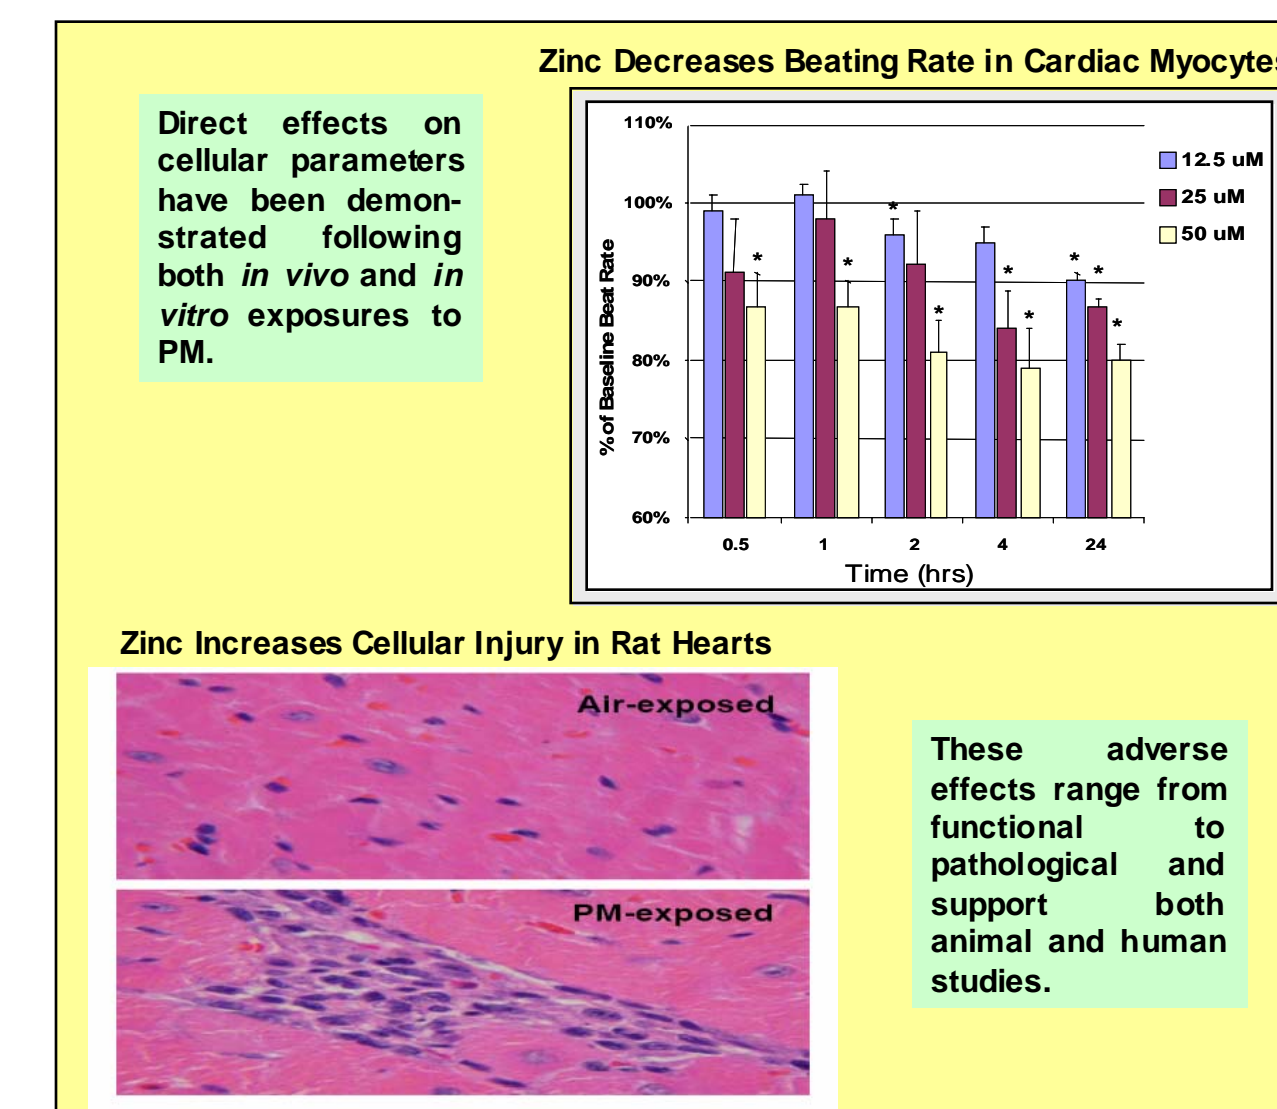 Zinc Decreases Beating Rate in Cardiac Myocytes
Direct effects on
cellular parameters
have been demon-
strated following
both in vivo and in
vitro exposures to
PM.
110%
100%
90%
80%
70%
60%
% of Baseline Beat Rate
* * * * * * * * * *
0.5 1 2 4 24
Time (hrs)
12.5 uM
25 uM
50 uM
Zinc Increases Cellular Injury in Rat Hearts
Air-exposed
PM-exposed
These adverse
effects range from
functional to
pathological and
support both
animal and human
studies.